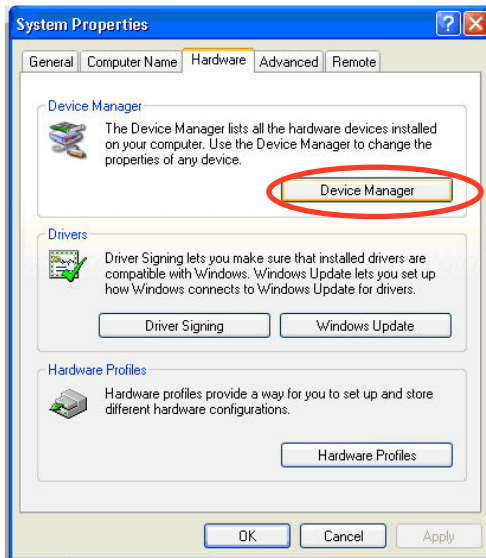 System Properties
General Computer Name Hardware Advanced Remote
Device Manager
The Device Manager lists all the hardware devices installed
on your computer. Use the Device Manager to change the
properties of any device.
Device Manager
Drivers
Driver Signing lets you make sure that installed drivers are
compatible with Windows. Windows Update lets you set up
how Windows connects to Windows Update for drivers.
Driver Signing Windows Update
Hardware Profiles
Hardware profiles provide a way for you to set up and store
different hardware configurations.
Hardware Profiles
OK Cancel Apply